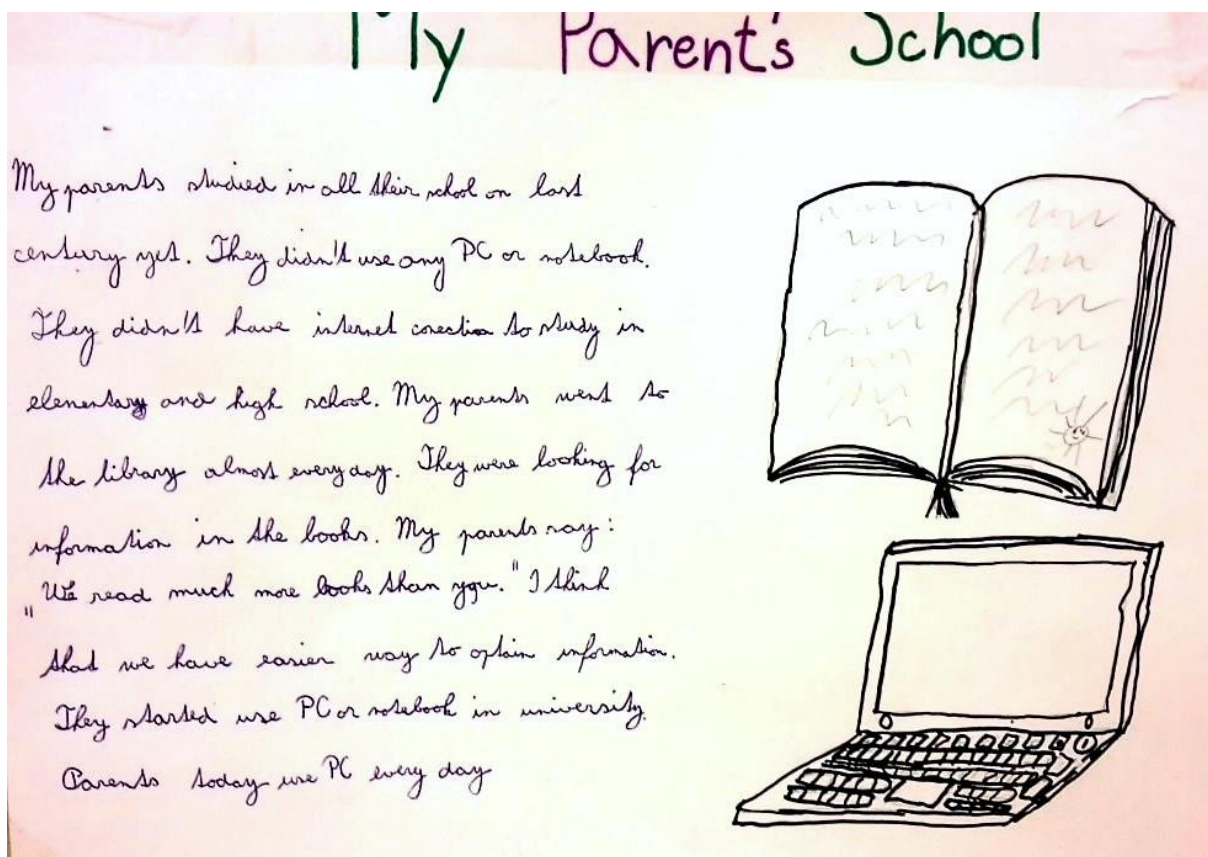 My Parent's School
My parents studied in all their school on last
century yet. They didn't use any PC or notebook.
They didn't have internet conection to study in
elenentary and high school. My parents went to
the library almost every day. They were looking for
information in the books. My parents say:
"We read much more books than you." I think
that we have easier way to optain information.
They started use PC or notebook in university.
Parents today use PC every day